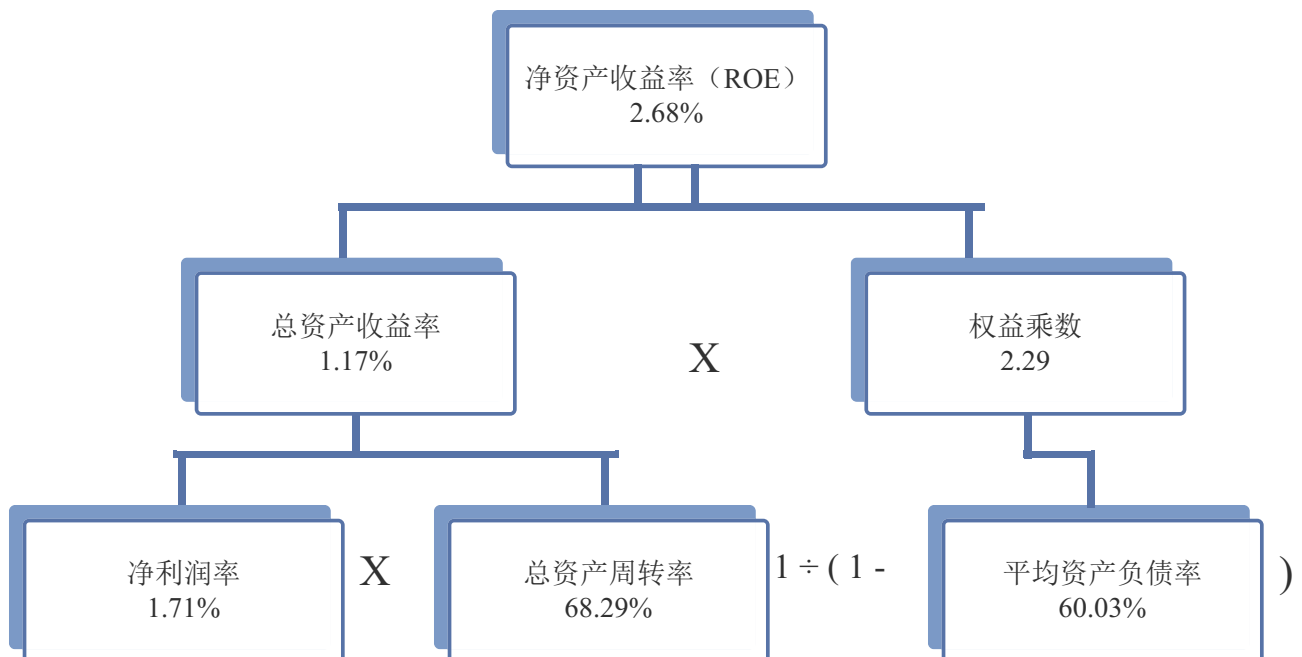 净资产收益率（ROE）
2.68%
总资产收益率
1.17%
X
权益乘数
2.29
净利润率
1.71%
X
总资产周转率
68.29%
1 ÷ ( 1 -
平均资产负债率
60.03%
)